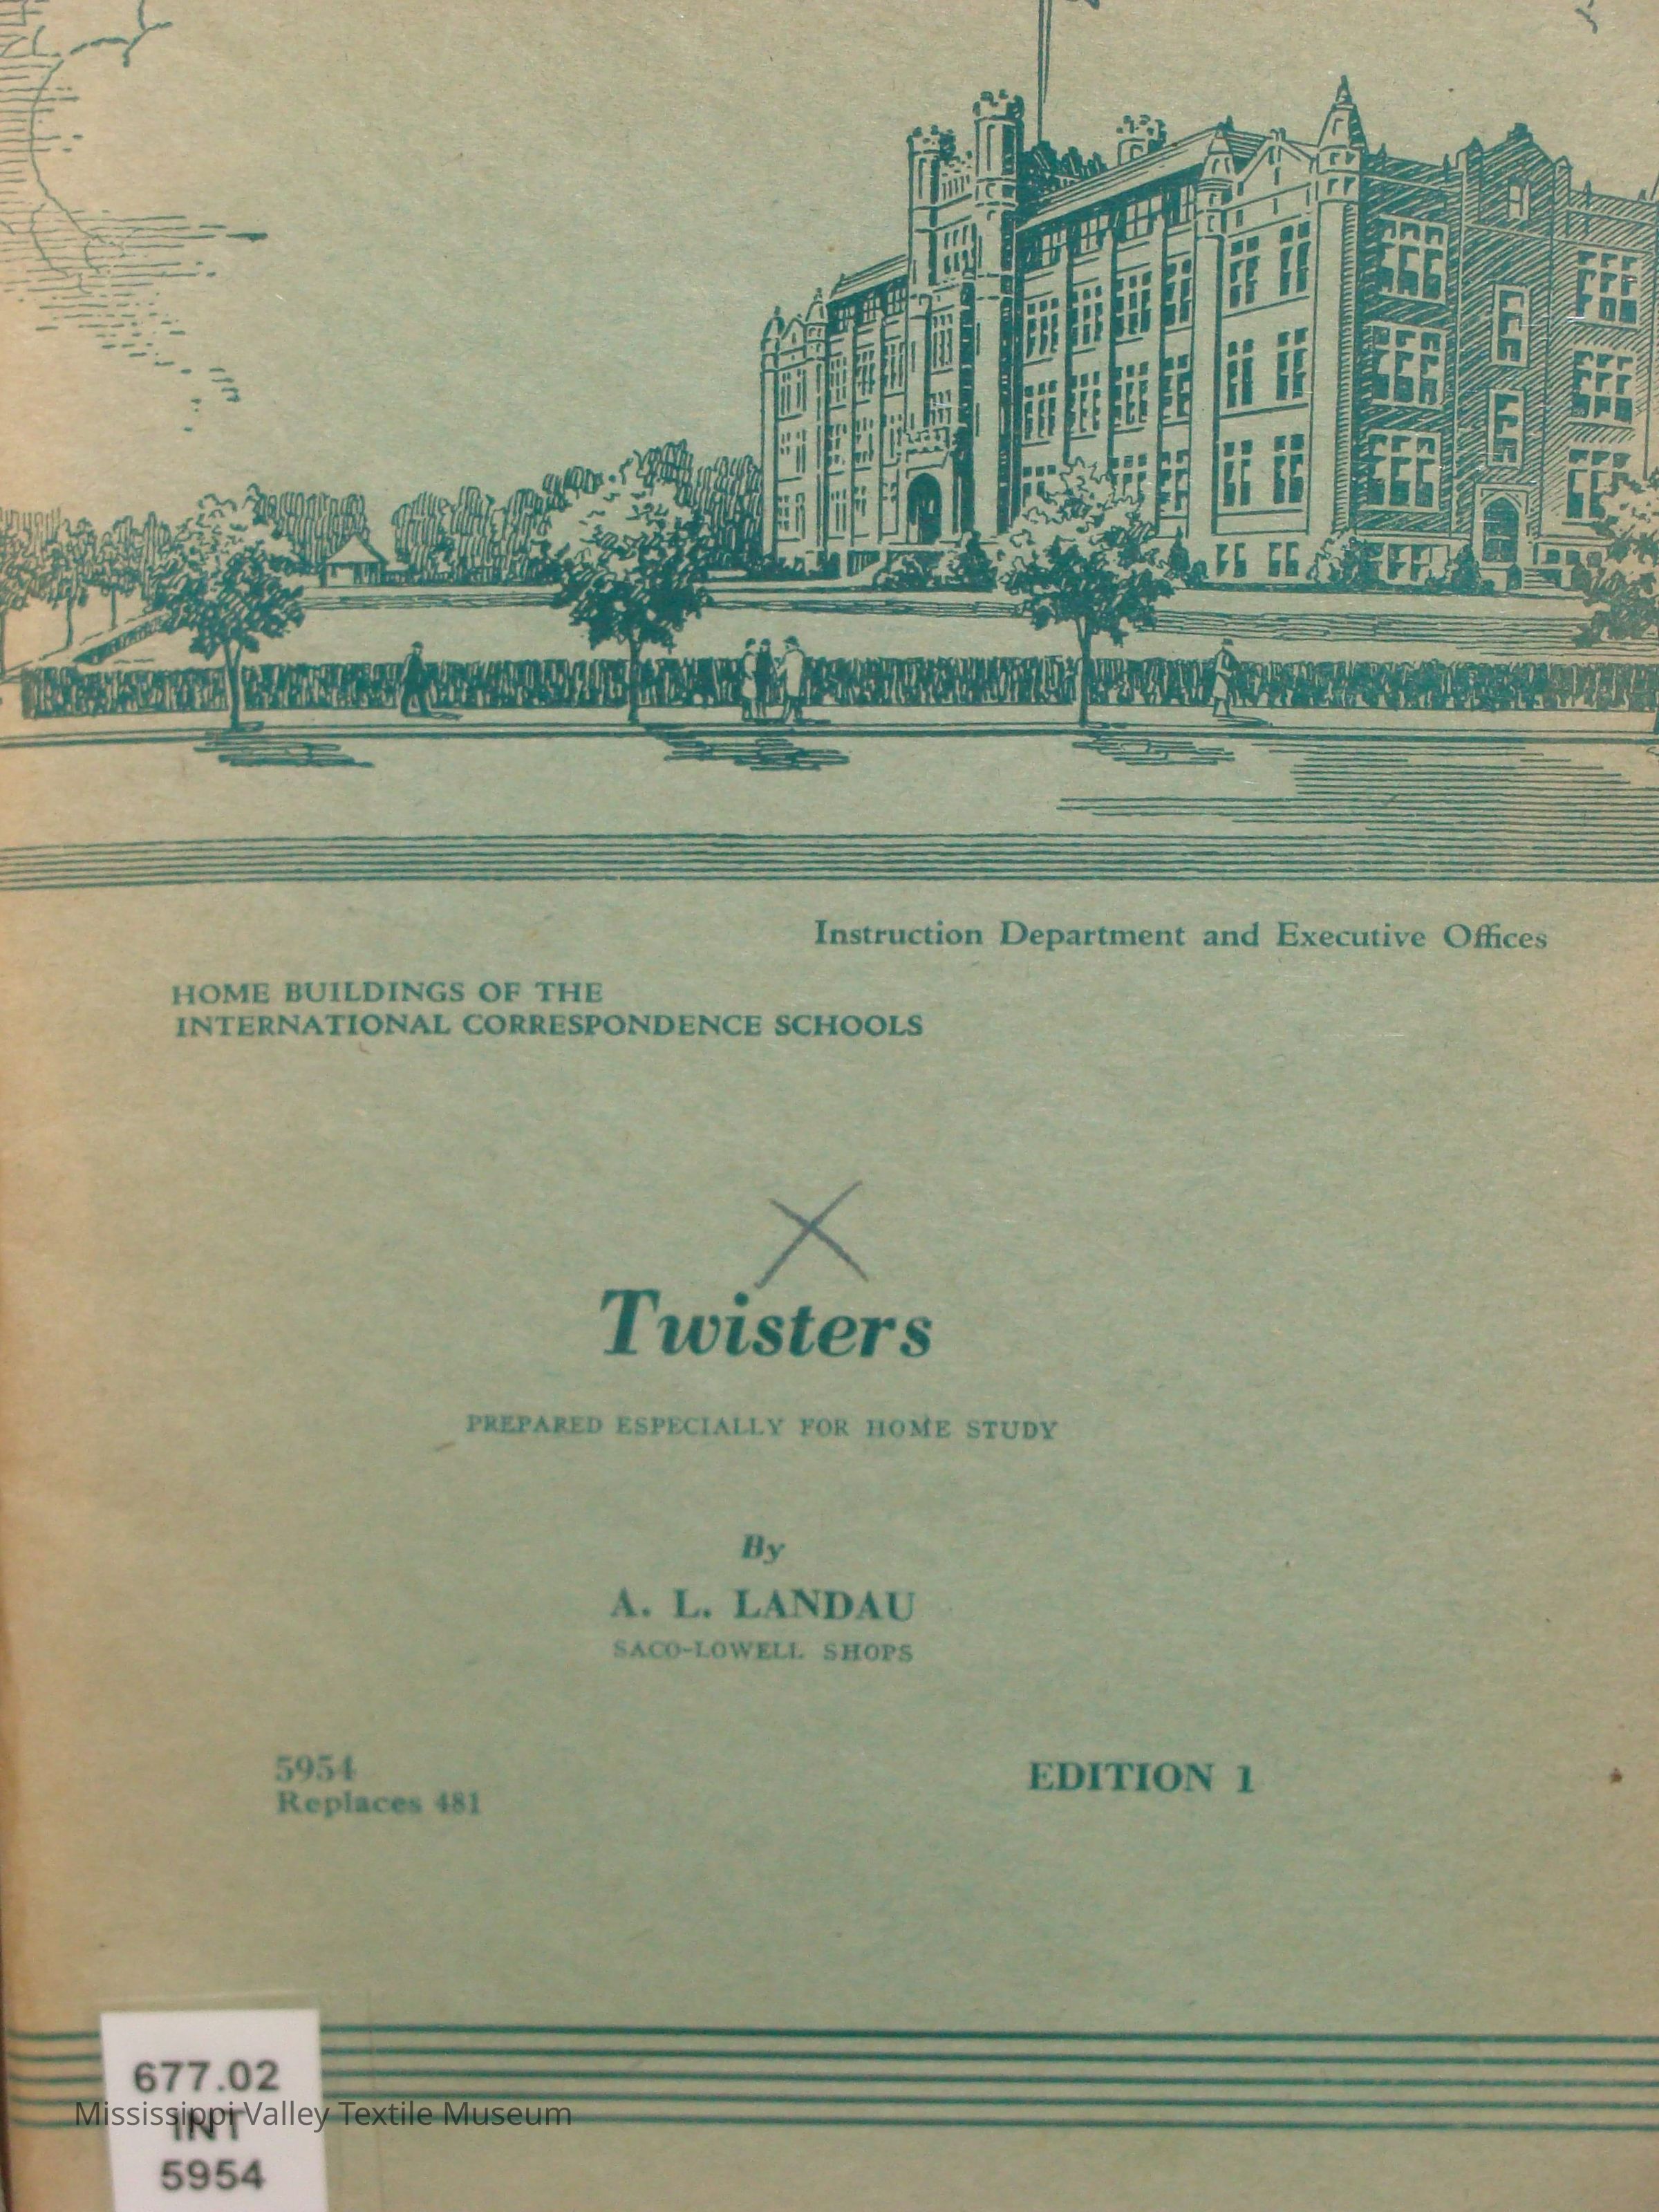 Instruction Department and Executive Offices
HOME BUILDINGS OF THE
INTERNATIONAL CORRESPONDENCE SCHOOLS
Twisters
PREPARED ESPECIALLY FOR HOME STUDY
By
A. L. LANDAU
SACO-LOWELL SHOPS
5954
Replaces 481
EDITION 1
677.02
Mississippi Valley Textile Museum
INT
5954